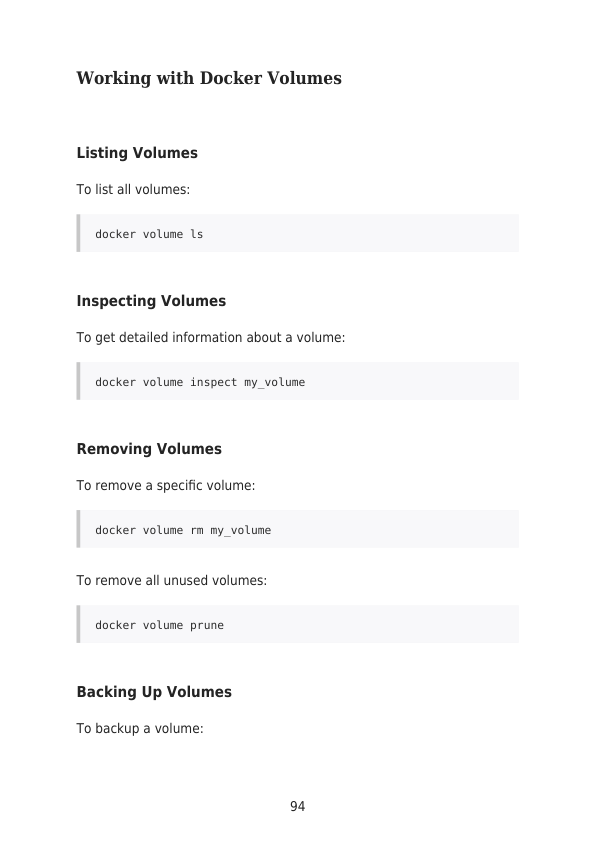 Working with Docker Volumes
Listing Volumes
To list all volumes:
docker volume ls
Inspecting Volumes
To get detailed information about a volume:
docker volume inspect my_volume
Removing Volumes
To remove a specific volume:
docker volume rm my_volume
To remove all unused volumes:
docker volume prune
Backing Up Volumes
To backup a volume:
94